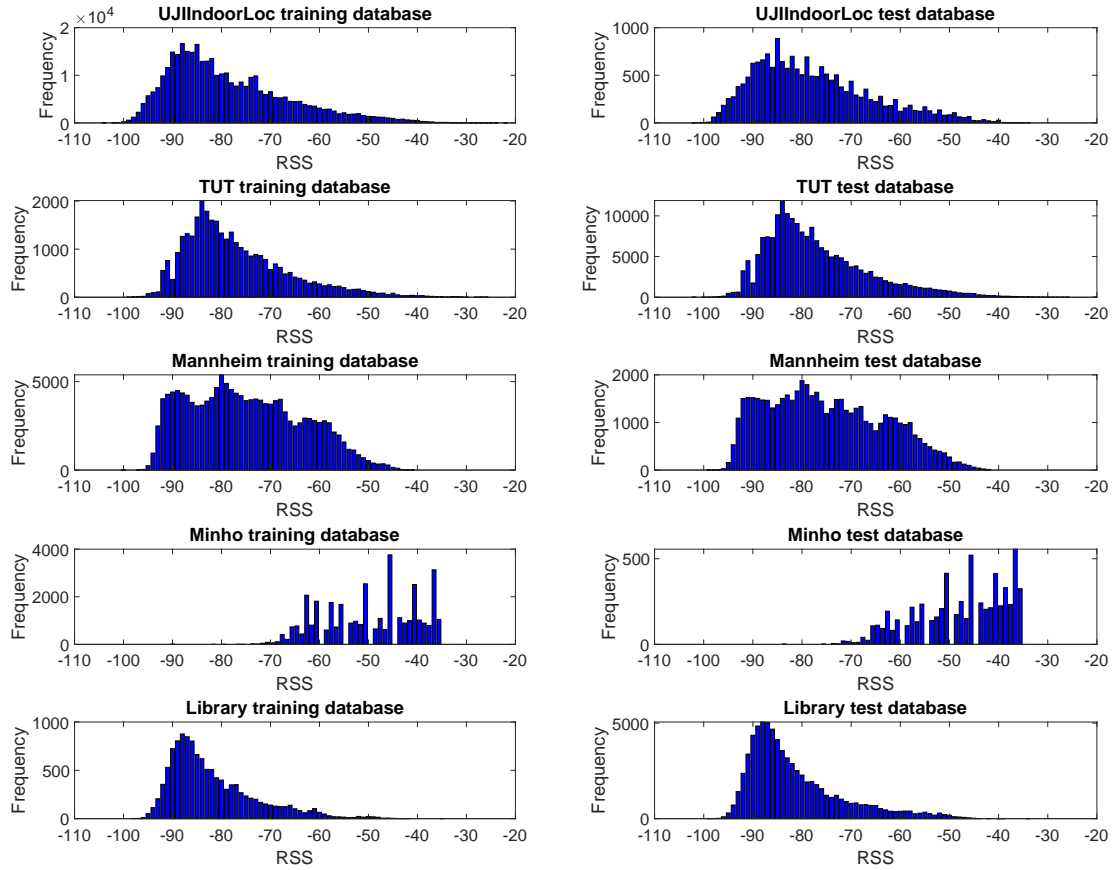 UJIIndoorLoc training database
×10^4
2
1
0
Frequency
-110 -100 -90 -80 -70 -60 -50 -40 -30 -20
RSS
UJIIndoorLoc test database
1000
500
0
Frequency
-110 -100 -90 -80 -70 -60 -50 -40 -30 -20
RSS
TUT training database
2000
1000
0
Frequency
-110 -100 -90 -80 -70 -60 -50 -40 -30 -20
RSS
TUT test database
10000
5000
0
Frequency
-110 -100 -90 -80 -70 -60 -50 -40 -30 -20
RSS
Mannheim training database
5000
0
Frequency
-110 -100 -90 -80 -70 -60 -50 -40 -30 -20
RSS
Mannheim test database
2000
1000
0
Frequency
-110 -100 -90 -80 -70 -60 -50 -40 -30 -20
RSS
Minho training database
4000
2000
0
Frequency
-110 -100 -90 -80 -70 -60 -50 -40 -30 -20
RSS
Minho test database
500
0
Frequency
-110 -100 -90 -80 -70 -60 -50 -40 -30 -20
RSS
Library training database
1000
500
0
Frequency
-110 -100 -90 -80 -70 -60 -50 -40 -30 -20
RSS
Library test database
5000
0
Frequency
-110 -100 -90 -80 -70 -60 -50 -40 -30 -20
RSS